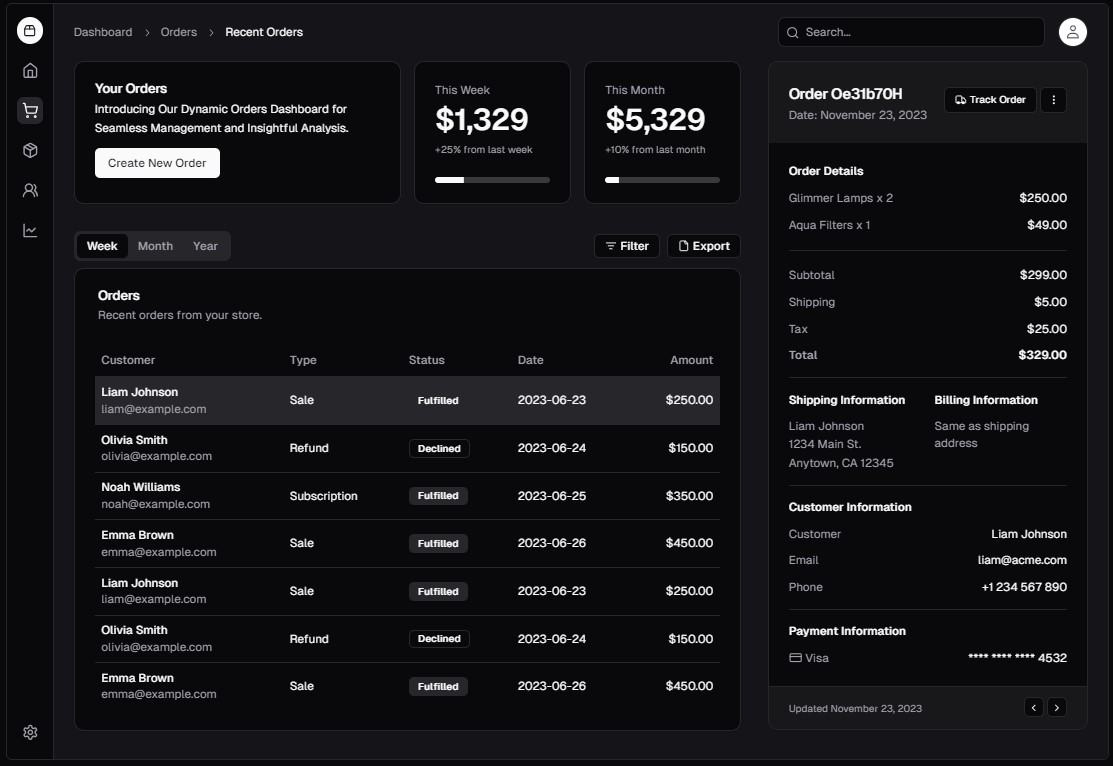 Dashboard > Orders > Recent Orders
Search...
Your Orders
Introducing Our Dynamic Orders Dashboard for
Seamless Management and Insightful Analysis.
Create New Order
This Week
$1,329
+25% from last week
This Month
$5,329
+10% from last month
Week Month Year
Filter
Export
Orders
Recent orders from your store.
Customer Type Status Date Amount
Liam Johnson
liam@example.com
Sale Fulfilled 2023-06-23 $250.00
Olivia Smith
olivia@example.com
Refund Declined 2023-06-24 $150.00
Noah Williams
noah@example.com
Subscription Fulfilled 2023-06-25 $350.00
Emma Brown
emma@example.com
Sale Fulfilled 2023-06-26 $450.00
Liam Johnson
liam@example.com
Sale Fulfilled 2023-06-23 $250.00
Olivia Smith
olivia@example.com
Refund Declined 2023-06-24 $150.00
Emma Brown
emma@example.com
Sale Fulfilled 2023-06-26 $450.00
Order Oe31b70H
Date: November 23, 2023
Track Order
Order Details
Glimmer Lamps x 2 $250.00
Aqua Filters x 1 $49.00
Subtotal $299.00
Shipping $5.00
Tax $25.00
Total $329.00
Shipping Information
Liam Johnson
1234 Main St.
Anytown, CA 12345
Billing Information
Same as shipping
address
Customer Information
Customer Liam Johnson
Email liam@acme.com
Phone +1 234 567 890
Payment Information
Visa **** **** **** 4532
Updated November 23, 2023